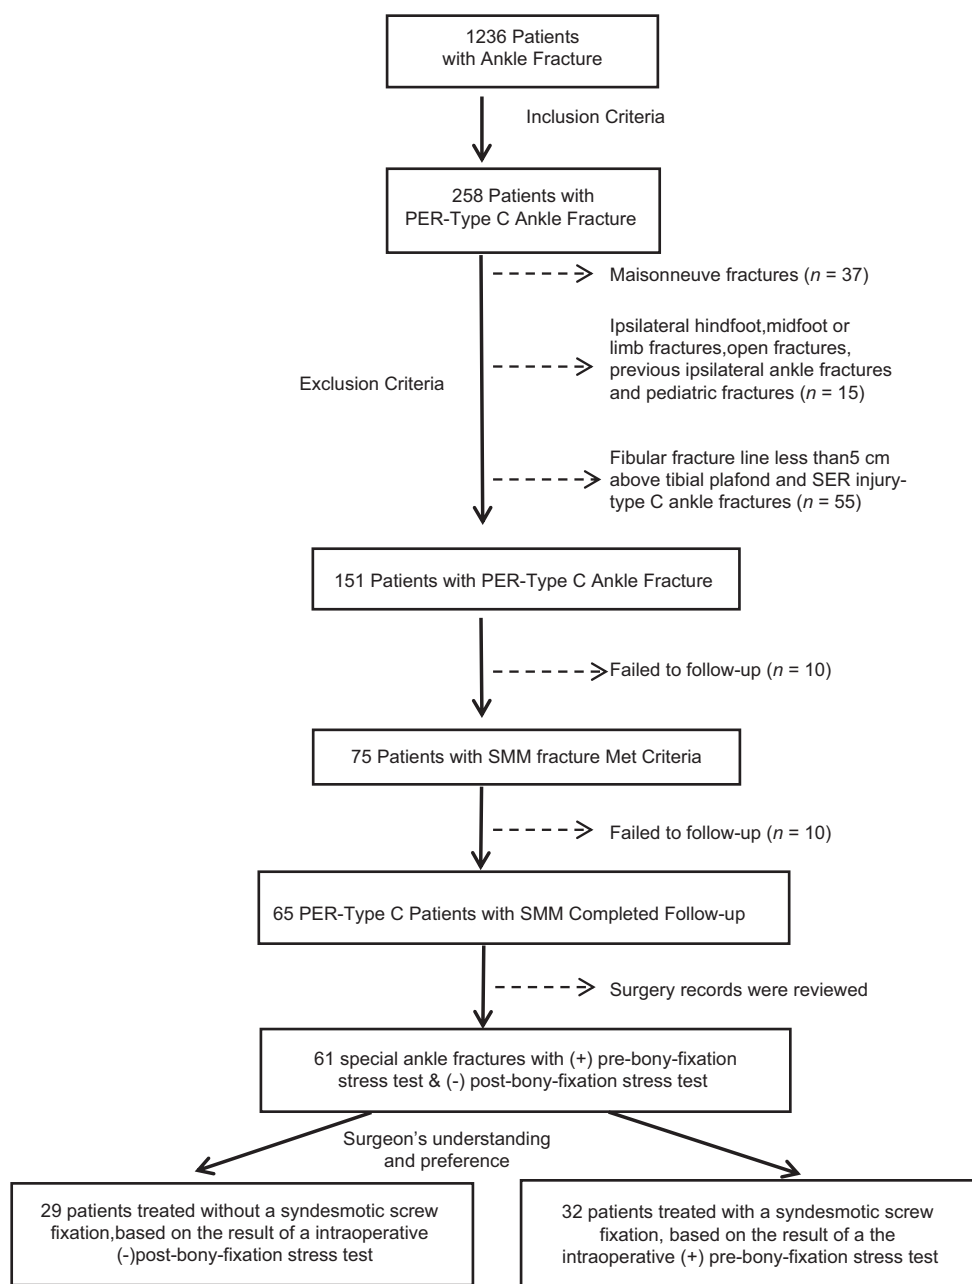 1236 Patients
with Ankle Fracture
Inclusion Criteria
258 Patients with
PER-Type C Ankle Fracture
Maisonneuve fractures (n = 37)
Ipsilateral hindfoot,midfoot or
limb fractures,open fractures,
previous ipsilateral ankle fractures
and pediatric fractures (n = 15)
Exclusion Criteria
Fibular fracture line less than5 cm
above tibial plafond and SER injury-
type C ankle fractures (n = 55)
151 Patients with PER-Type C Ankle Fracture
Failed to follow-up (n = 10)
75 Patients with SMM fracture Met Criteria
Failed to follow-up (n = 10)
65 PER-Type C Patients with SMM Completed Follow-up
Surgery records were reviewed
61 special ankle fractures with (+) pre-bony-fixation
stress test & (-) post-bony-fixation stress test
Surgeon's understanding
and preference
29 patients treated without a syndesmotic screw
fixation,based on the result of a intraoperative
(-)post-bony-fixation stress test
32 patients treated with a syndesmotic screw
fixation, based on the result of a the
intraoperative (+) pre-bony-fixation stress test